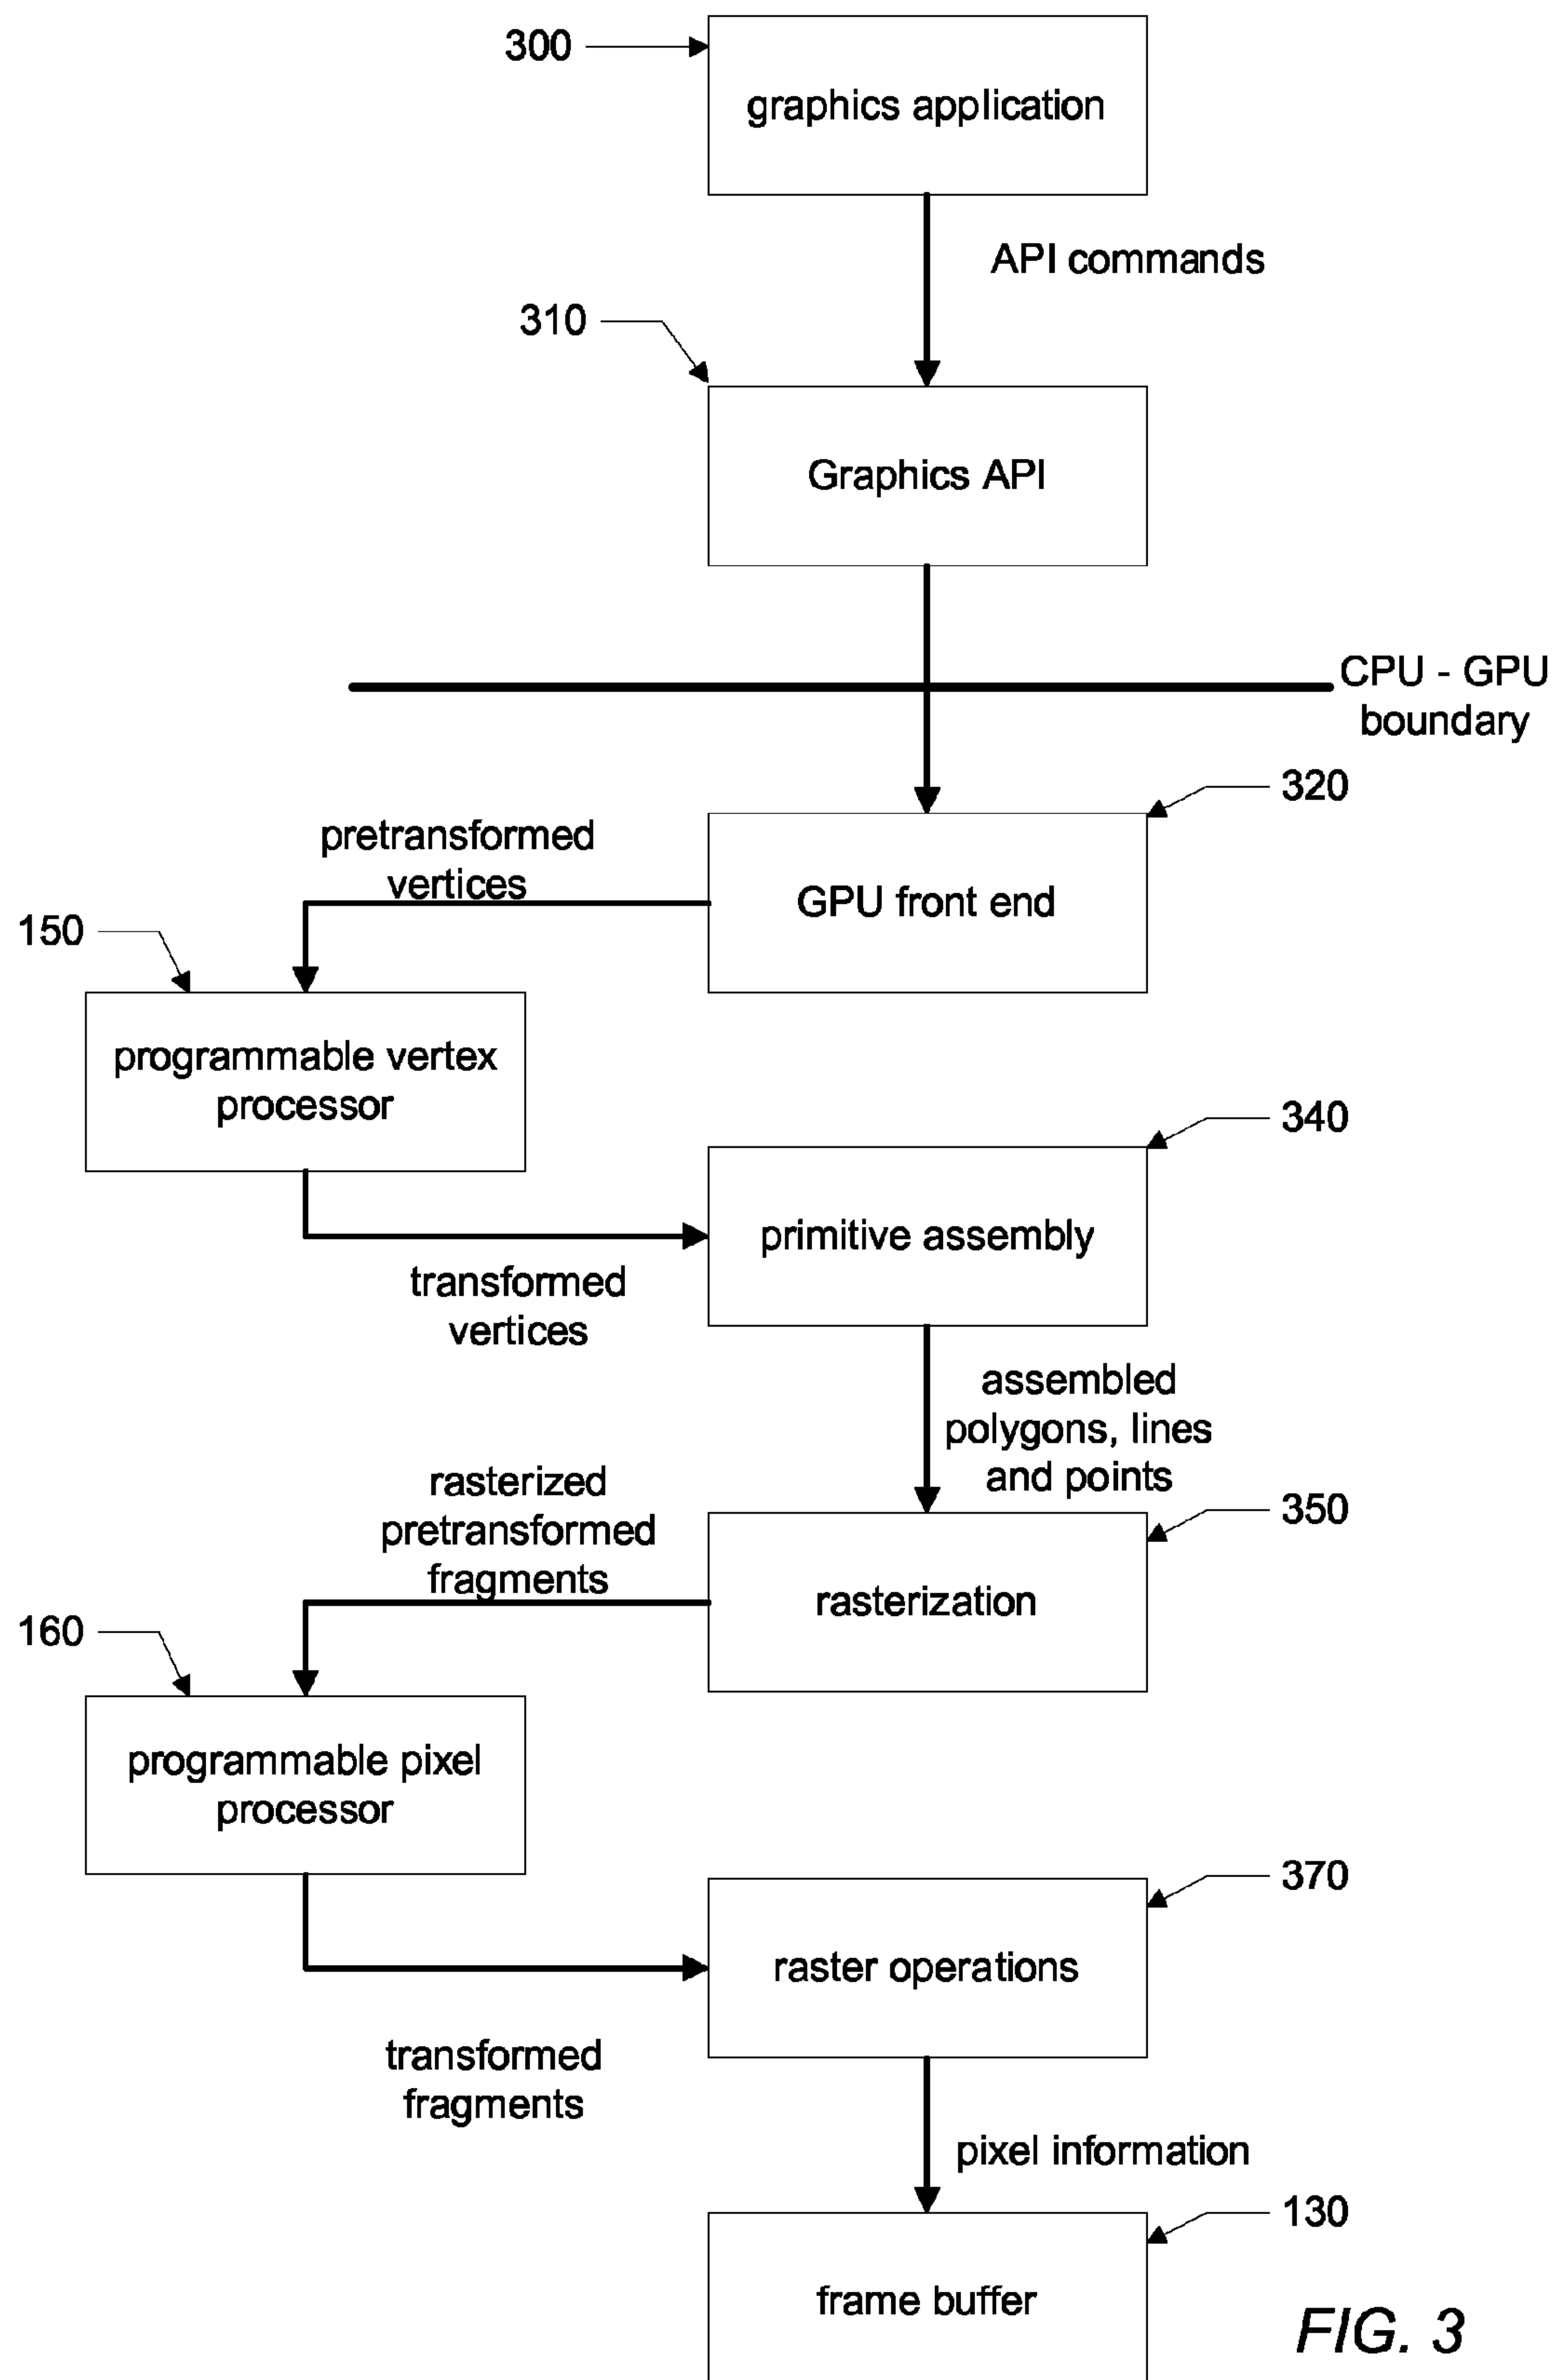 300
graphics application
API commands
310
Graphics API
CPU - GPU
boundary
320
pretransformed
vertices
GPU front end
150
programmable vertex
processor
340
primitive assembly
transformed
vertices
assembled
polygons, lines
and points
rasterized
pretransformed
fragments
350
rasterization
160
programmable pixel
processor
370
raster operations
transformed
fragments
pixel information
130
frame buffer
FIG. 3